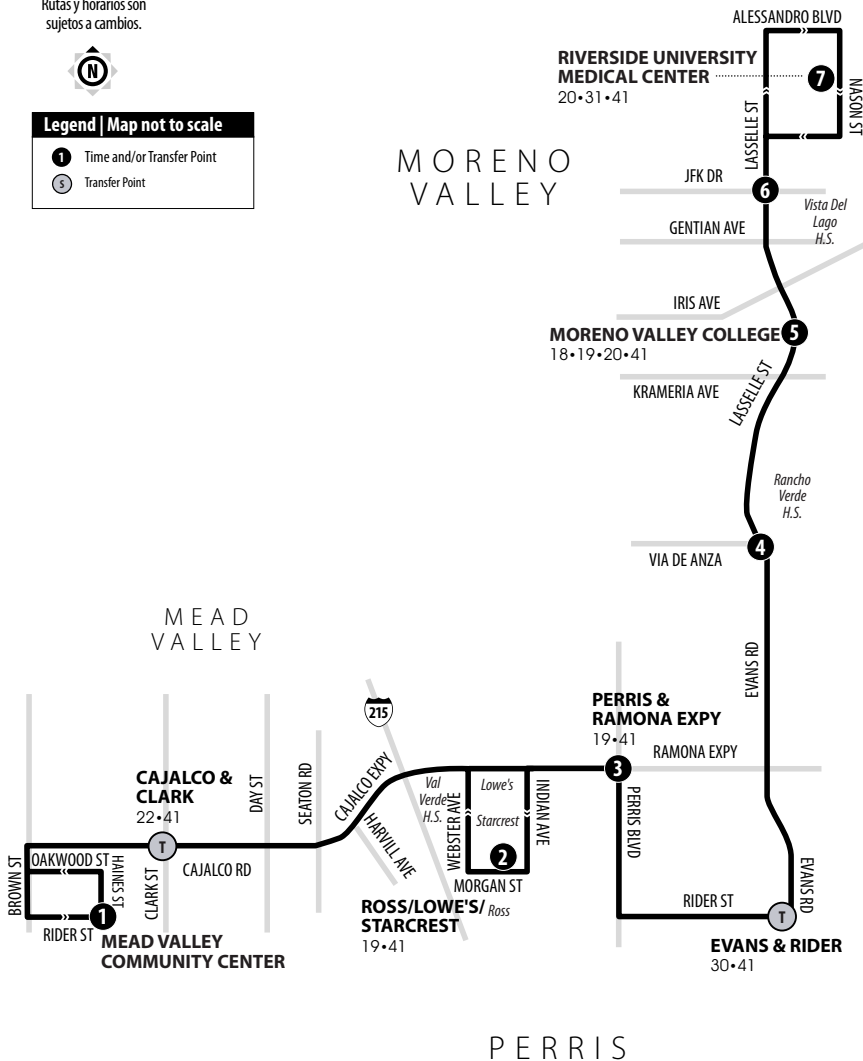 Rutas y horarios son
sujetos a cambios.
N
Legend | Map not to scale
1 Time and/or Transfer Point
S Transfer Point
ALESSANDRO BLVD
RIVERSIDE UNIVERSITY
MEDICAL CENTER
20•31•41
7
NASON ST
LASSELLE ST
MORENO
VALLEY
JFK DR
6
Vista Del
Lago
H.S.
GENTIAN AVE
IRIS AVE
MORENO VALLEY COLLEGE
5
18•19•20•41
KRAMERIA AVE
LASSELLE ST
Rancho
Verde
H.S.
4
VIA DE ANZA
MEAD
VALLEY
EVANS RD
215
PERRIS &
RAMONA EXPY
19•41
3
RAMONA EXPY
CAJALCO &
CLARK
22•41
T
DAY ST
SEATON RD
CAJALCO EXPY
HARVILL AVE
Val
Verde
H.S.
WEBSTER AVE
Lowe's
Starcrest
INDIAN AVE
2
MORGAN ST
PERRIS BLVD
BROWN ST
OAKWOOD ST
HAINES ST
CLARK ST
CAJALCO RD
1
RIDER ST
MEAD VALLEY
COMMUNITY CENTER
ROSS/LOWE'S/
STARCREST
19•41
Ross
RIDER ST
T
EVANS RD
EVANS & RIDER
30•41
PERRIS